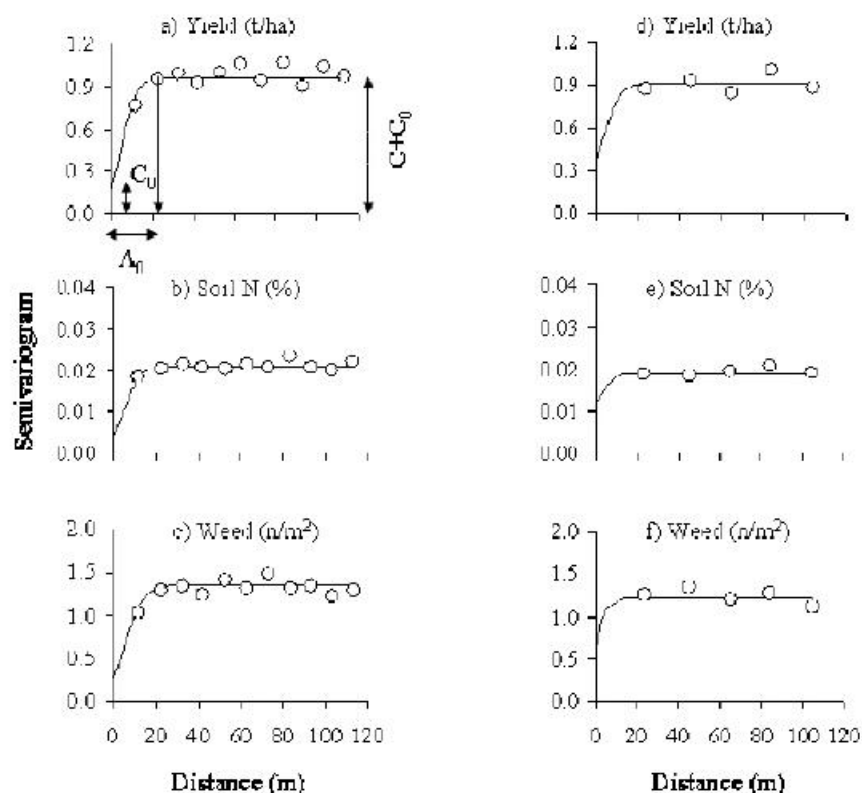 a) Yield (t/ha)
1.2
0.9
0.6
0.3
0.0
C₀
C+C₀
A₀
d) Yield (t/ha)
1.2
0.9
0.6
0.3
0.0
Semivariogram
b) Soil N (%)
0.04
0.03
0.02
0.01
0.00
e) Soil N (%)
0.04
0.03
0.02
0.01
0.00
c) Weed (n/m²)
2.0
1.5
1.0
0.5
0.0
0 20 40 60 80 100 120
Distance (m)
f) Weed (n/m²)
2.0
1.5
1.0
0.5
0.0
0 20 40 60 80 100 120
Distance (m)